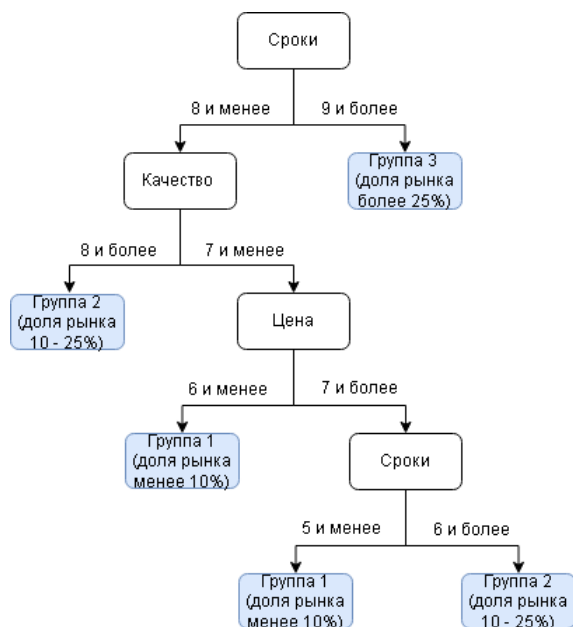 Сроки
8 и менее
9 и более
Качество
Группа 3
(доля рынка
более 25%)
8 и более
7 и менее
Группа 2
(доля рынка
10 - 25%)
Цена
6 и менее
7 и более
Группа 1
(доля рынка
менее 10%)
Сроки
5 и менее
6 и более
Группа 1
(доля рынка
менее 10%)
Группа 2
(доля рынка
10 - 25%)